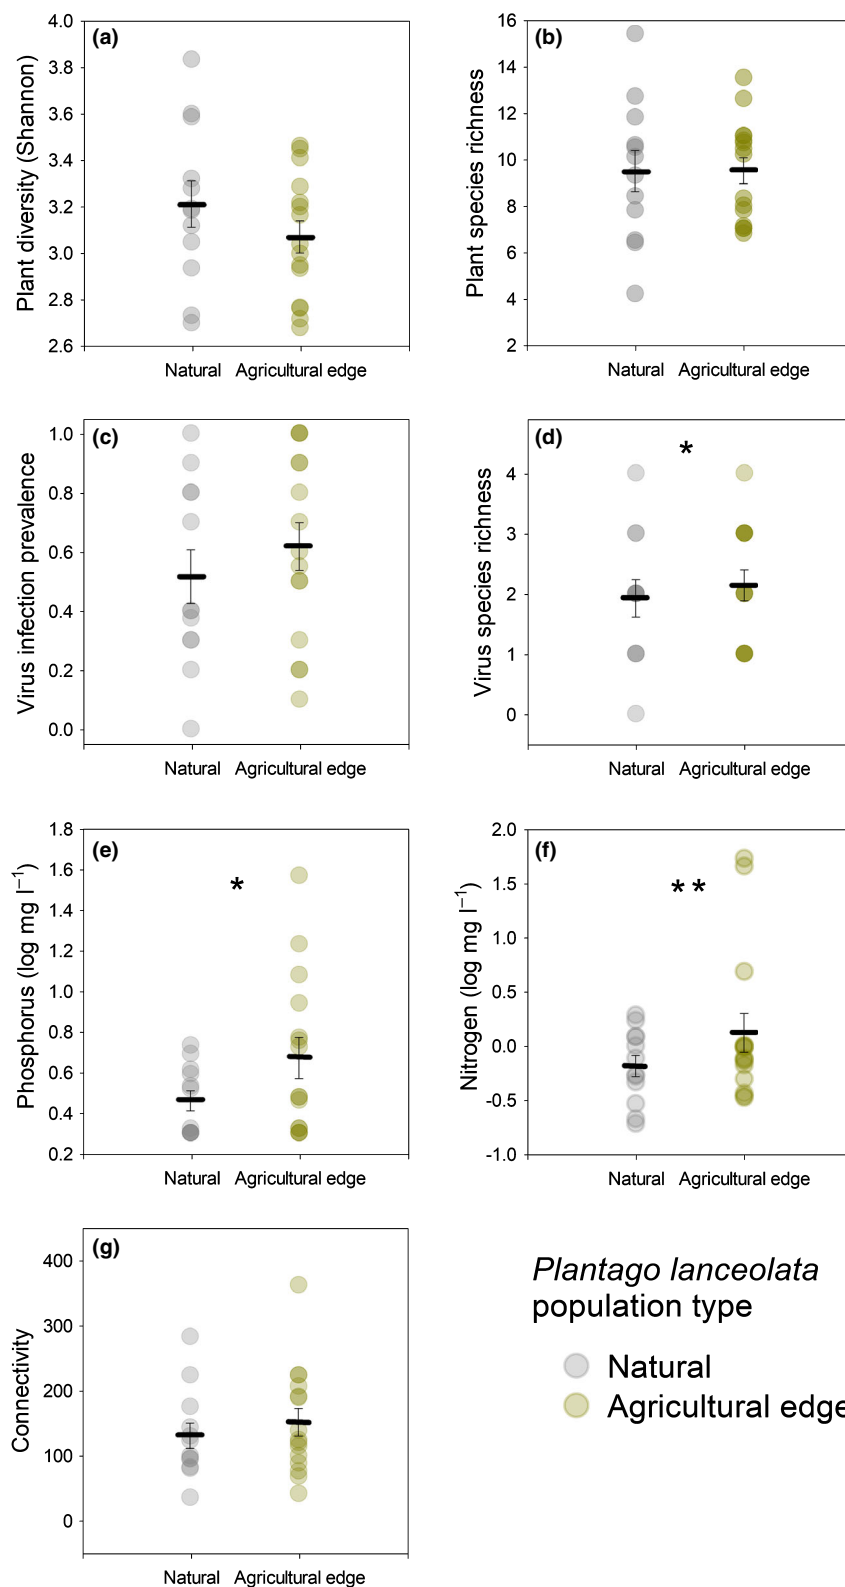 (a)
Plant diversity (Shannon)
4.0
3.8
3.6
3.4
3.2
3.0
2.8
2.6
Natural Agricultural edge
(b)
Plant species richness
16
14
12
10
8
6
4
2
Natural Agricultural edge
(c)
Virus infection prevalence
1.0
0.8
0.6
0.4
0.2
0.0
Natural Agricultural edge
(d)
*
Virus species richness
4
3
2
1
0
Natural Agricultural edge
(e)
*
Phosphorus (log mg l⁻¹)
1.8
1.6
1.4
1.2
1.0
0.8
0.6
0.4
0.2
Natural Agricultural edge
(f)
**
Nitrogen (log mg l⁻¹)
2.0
1.5
1.0
0.5
0.0
-0.5
-1.0
Natural Agricultural edge
(g)
Connectivity
400
300
200
100
0
Natural Agricultural edge
Plantago lanceolata
population type
Natural
Agricultural edge